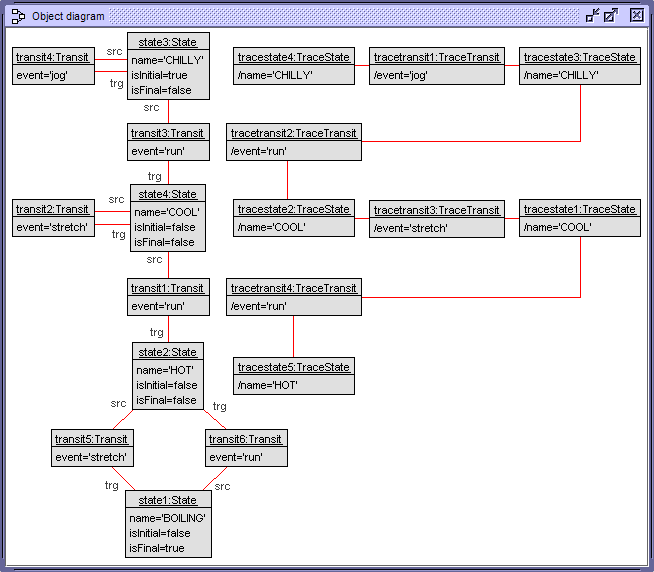 Object diagram
transit4:Transit
event='jog'
src
trg
state3:State
name='CHILLY'
isInitial=true
isFinal=false
src
transit3:Transit
event='run'
trg
transit2:Transit
event='stretch'
src
trg
state4:State
name='COOL'
isInitial=false
isFinal=false
src
transit1:Transit
event='run'
trg
state2:State
name='HOT'
isInitial=false
isFinal=false
src
trg
transit5:Transit
event='stretch'
transit6:Transit
event='run'
trg
src
state1:State
name='BOILING'
isInitial=false
isFinal=true
tracestate4:TraceState
/name='CHILLY'
tracetransit1:TraceTransit
/event='jog'
tracestate3:TraceState
/name='CHILLY'
tracetransit2:TraceTransit
/event='run'
tracestate2:TraceState
/name='COOL'
tracetransit3:TraceTransit
/event='stretch'
tracestate1:TraceState
/name='COOL'
tracetransit4:TraceTransit
/event='run'
tracestate5:TraceState
/name='HOT'